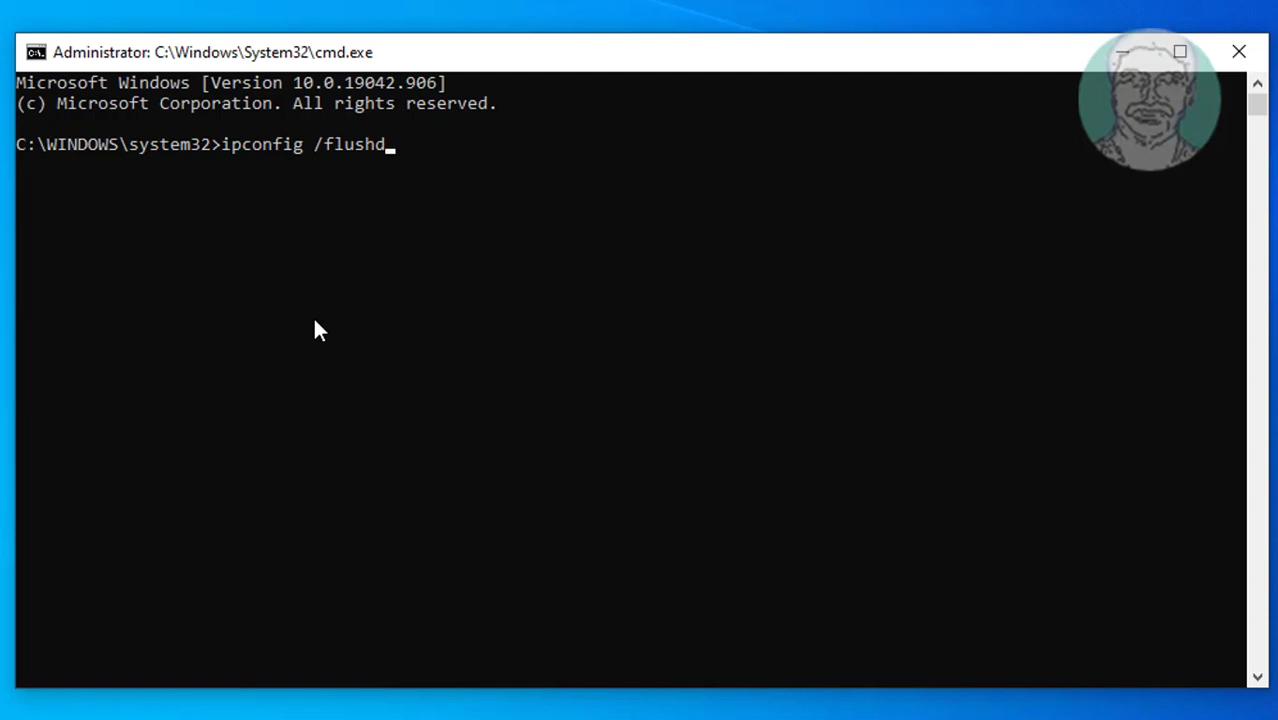 Administrator: C:\Windows\System32\cmd.exe
Microsoft Windows [Version 10.0.19042.906]
(c) Microsoft Corporation. All rights reserved.
C:\WINDOWS\system32>ipconfig /flushd